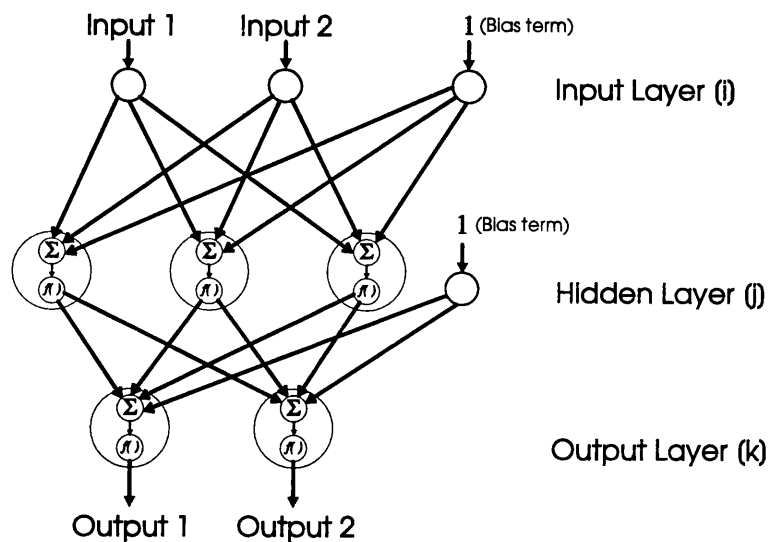 Input 1 Input 2 1 (Bias term)
Input Layer (i)
1 (Bias term)
Σ Σ Σ
f() f() f()
Hidden Layer (j)
Σ Σ
f() f()
Output Layer (k)
Output 1 Output 2